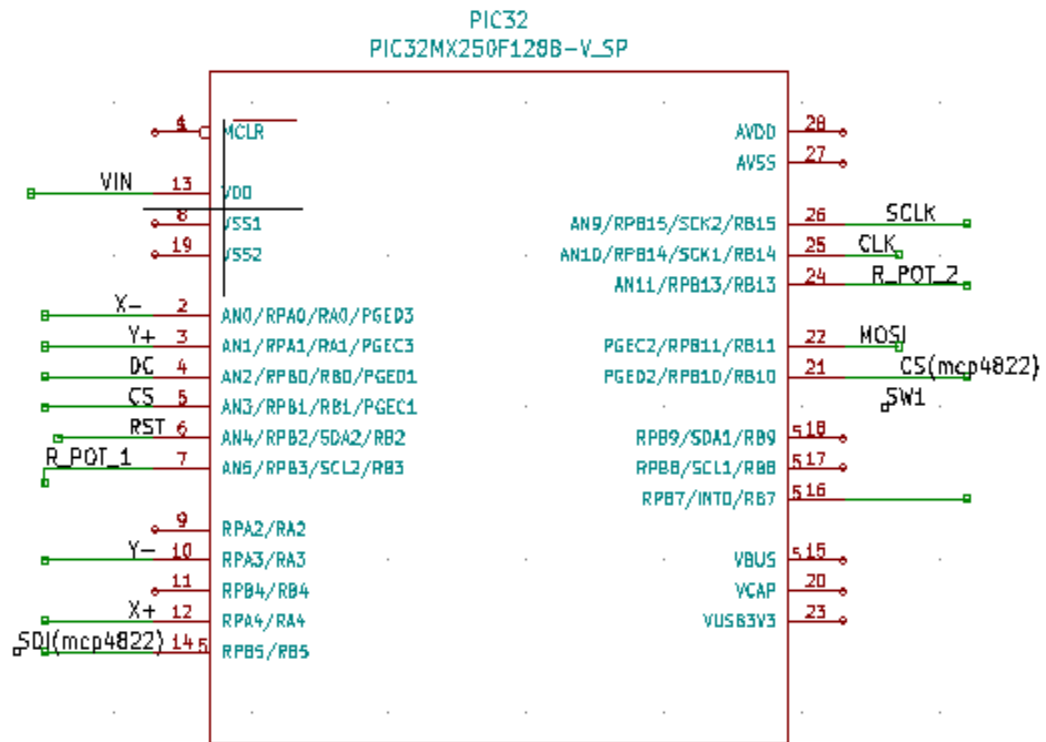 PIC32
PIC32MX250F128B-V_SP
1 MCLR
VIN 13 VDD
8 VSS1
19 VSS2
X- 2 AN0/RPA0/RA0/PGED3
Y+ 3 AN1/RPA1/RA1/PGEC3
DC 4 AN2/RPB0/RB0/PGED1
CS 5 AN3/RPB1/RB1/PGEC1
RST 6 AN4/RPB2/SDA2/RB2
R_POT_1 7 AN5/RPB3/SCL2/RB3
9 RPA2/RA2
Y- 10 RPA3/RA3
11 RPB4/RB4
X+ 12 RPA4/RA4
SDI(mcp4822) 14 5 RPB5/RB5
AVDD 28
AVSS 27
AN9/RPB15/SCK2/RB15 26 SCLK
AN10/RPB14/SCK1/RB14 25 CLK
AN11/RPB13/RB13 24 R_POT_2
PGEC2/RPB11/RB11 22 MOSI
PGED2/RPB10/RB10 21 CS(mcp4822)
SW1
RPB9/SDA1/RB9 5 18
RPB8/SCL1/RB8 5 17
RPB7/INT0/RB7 5 16
VBUS 5 15
VCAP 20
VUSB3V3 23